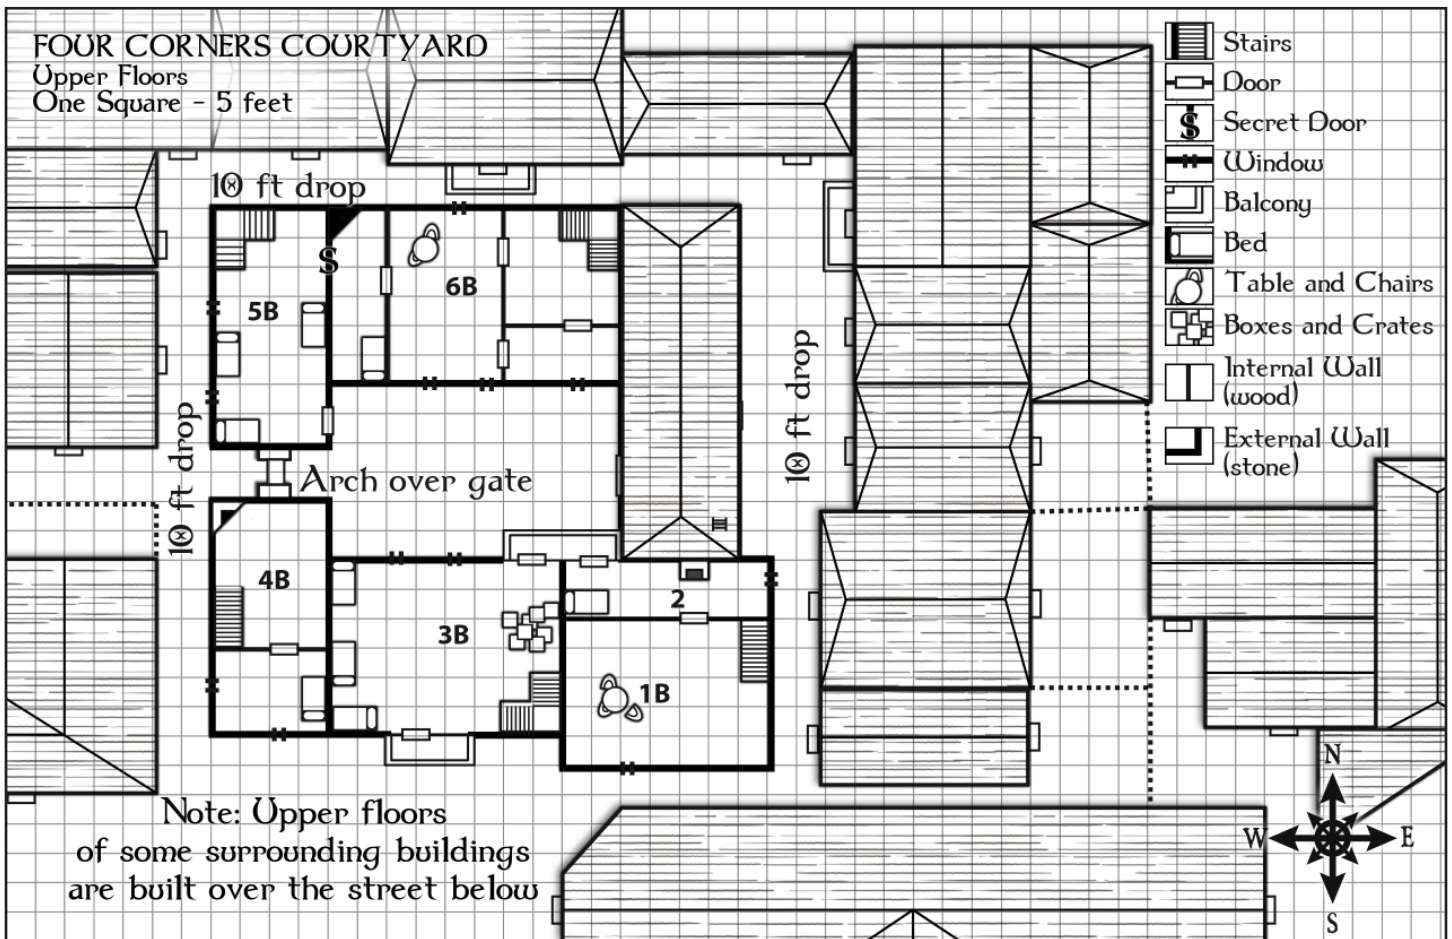 FOUR CORNERS COURTYARD
Upper Floors
One Square - 5 feet
Stairs
Door
S
Secret Door
Window
Balcony
Bed
Table and Chairs
Boxes and Crates
Internal Wall
(wood)
External Wall
(stone)
10 ft drop
S
6B
5B
10 ft drop
10 ft drop
Arch over gate
4B
2
3B
1B
Note: Upper floors
of some surrounding buildings
are built over the street below
N
W
E
S